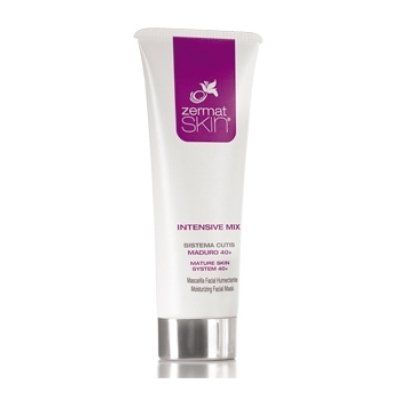 zermat
SKIN®
INTENSIVE MIX
SISTEMA CUTIS
MADURO 40+
MATURE SKIN
SYSTEM 40+
Mascarilla Facial Humectante
Moisturizing Facial Mask